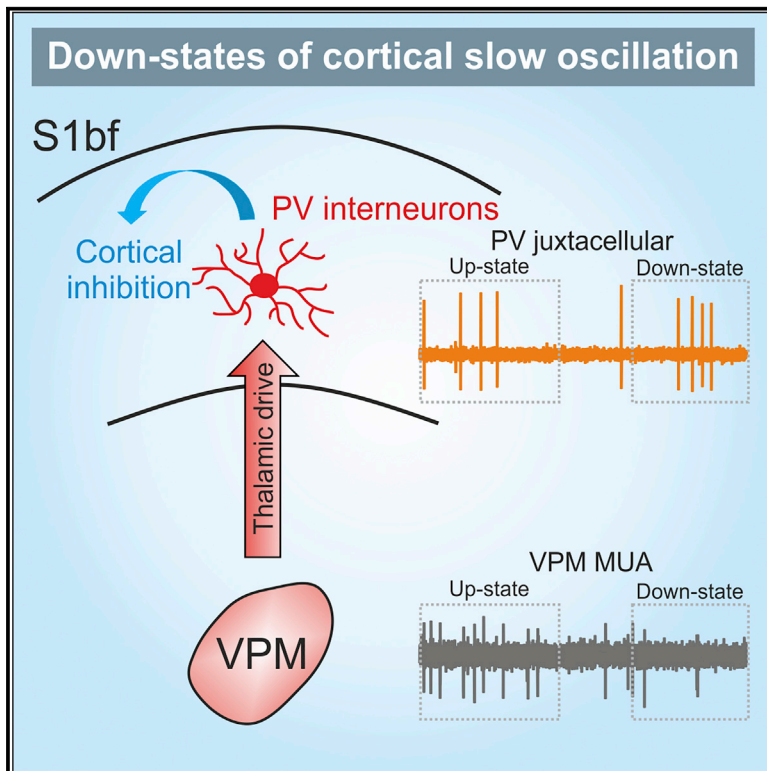 Down-states of cortical slow oscillation
S1bf
PV interneurons
Cortical
inhibition
PV juxtacellular
Up-state
Down-state
Thalamic drive
VPM
VPM MUA
Up-state
Down-state